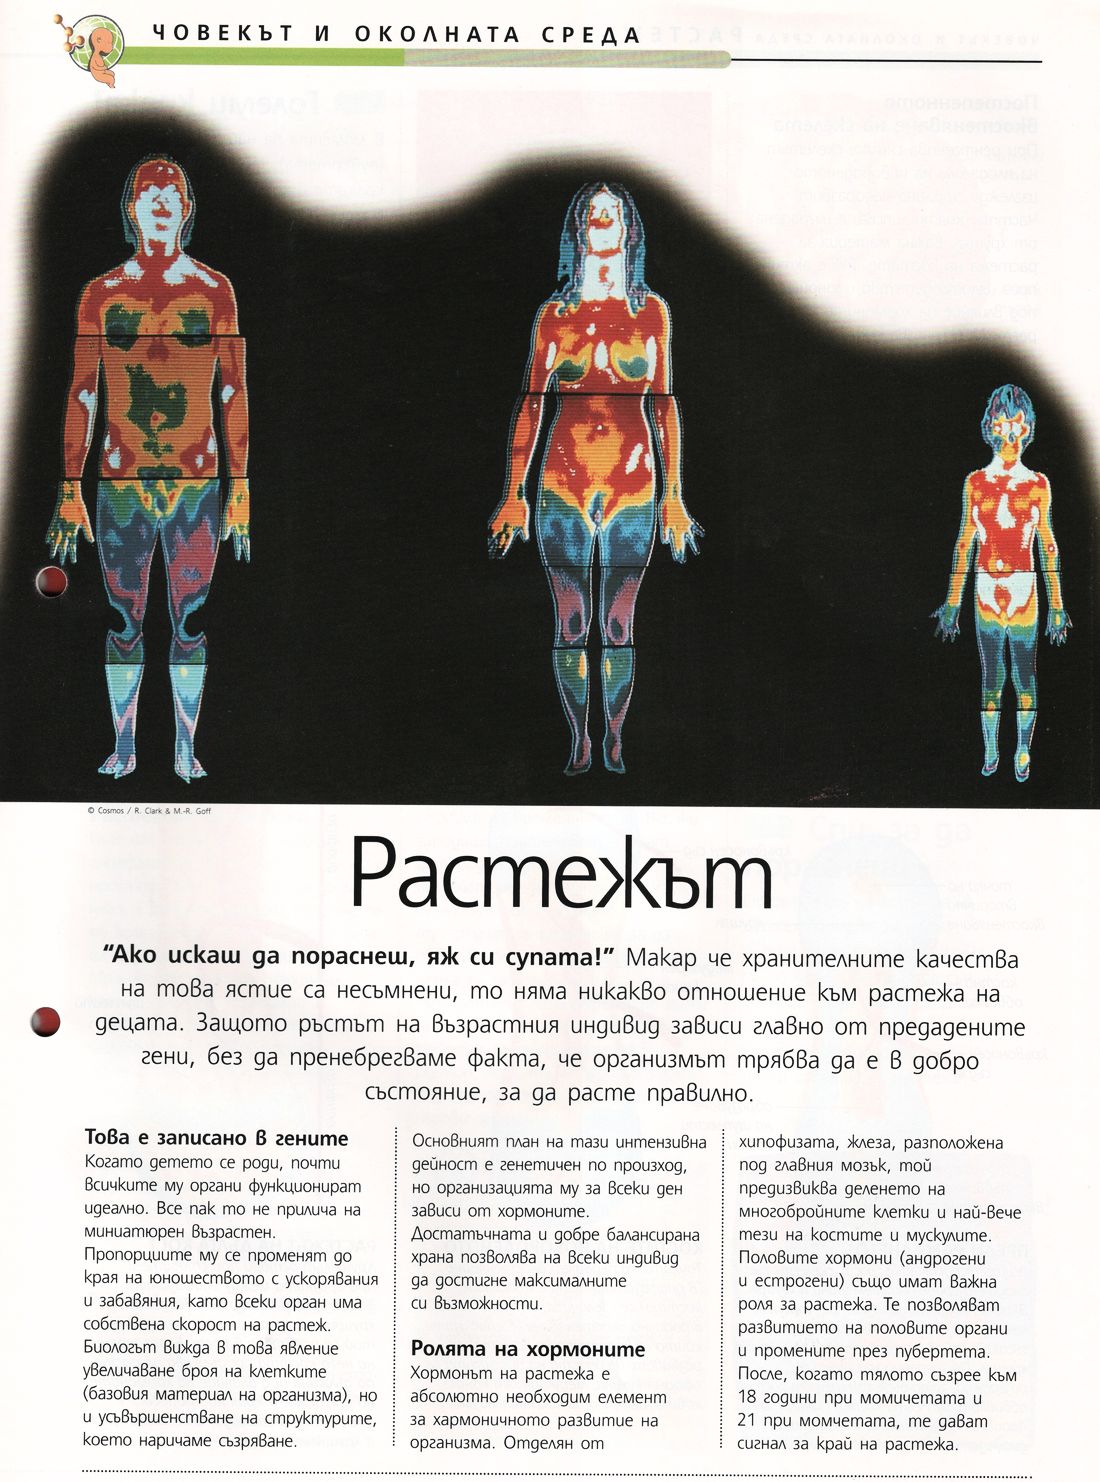 ЧОВЕКЪТ И ОКОЛНАТА СРЕДА
© Cosmos / R. Clark & M.-R. Goff
Растежът
“Ако искаш да пораснеш, яж си супата!” Макар че хранителните качества
на това ястие са несъмнени, то няма никакво отношение към растежа на
децата. Защото ръстът на възрастния индивид зависи главно от предадените
гени, без да пренебрегваме факта, че организмът трябва да е в добро
състояние, за да расте правилно.
Това е записано в гените
Когато детето се роди, почти
всичките му органи функционират
идеално. Все пак то не прилича на
миниатюрен възрастен.
Пропорциите му се променят до
края на юношеството с ускорявания
и забавяния, като всеки орган има
собствена скорост на растеж.
Биологът вижда в това явление
увеличаване броя на клетките
(базовия материал на организма), но
и усъвършенстване на структурите,
което наричаме съзряване.
Основният план на тази интензивна
дейност е генетичен по произход,
но организацията му за всеки ден
зависи от хормоните.
Достатъчната и добре балансирана
храна позволява на всеки индивид
да достигне максималните
си възможности.
Ролята на хормоните
Хормонът на растежа е
абсолютно необходим елемент
за хармоничното развитие на
организма. Отделян от
хипофизата, жлеза, разположена
под главния мозък, той
предизвиква деленето на
многобройните клетки и най-вече
тези на костите и мускулите.
Половите хормони (андрогени
и естрогени) също имат важна
роля за растежа. Те позволяват
развитието на половите органи
и промените през пубертета.
После, когато тялото съзрее към
18 години при момичетата и
21 при момчетата, те дават
сигнал за край на растежа.